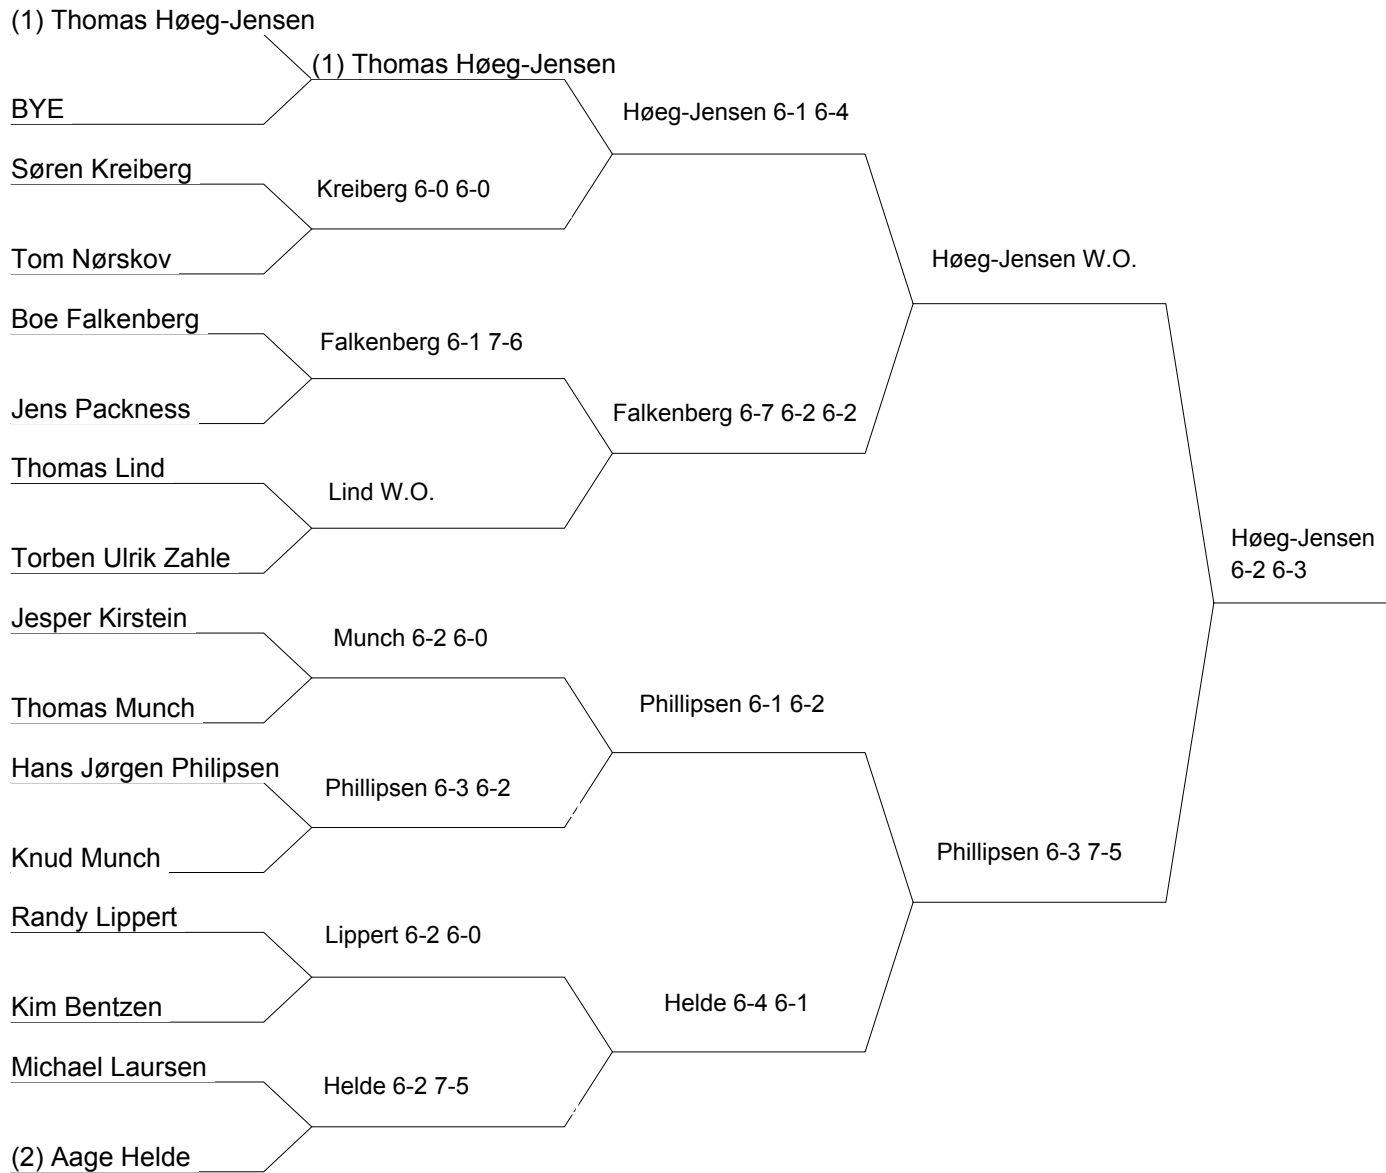 (1) Thomas Høeg-Jensen
(1) Thomas Høeg-Jensen
BYE
Høeg-Jensen 6-1 6-4
Søren Kreiberg
Kreiberg 6-0 6-0
Tom Nørskov
Høeg-Jensen W.O.
Boe Falkenberg
Falkenberg 6-1 7-6
Jens Packness
Falkenberg 6-7 6-2 6-2
Thomas Lind
Lind W.O.
Torben Ulrik Zahle
Høeg-Jensen
6-2 6-3
Jesper Kirstein
Munch 6-2 6-0
Thomas Munch
Phillipsen 6-1 6-2
Hans Jørgen Philipsen
Phillipsen 6-3 6-2
Knud Munch
Phillipsen 6-3 7-5
Randy Lippert
Lippert 6-2 6-0
Kim Bentzen
Helde 6-4 6-1
Michael Laursen
Helde 6-2 7-5
(2) Aage Helde